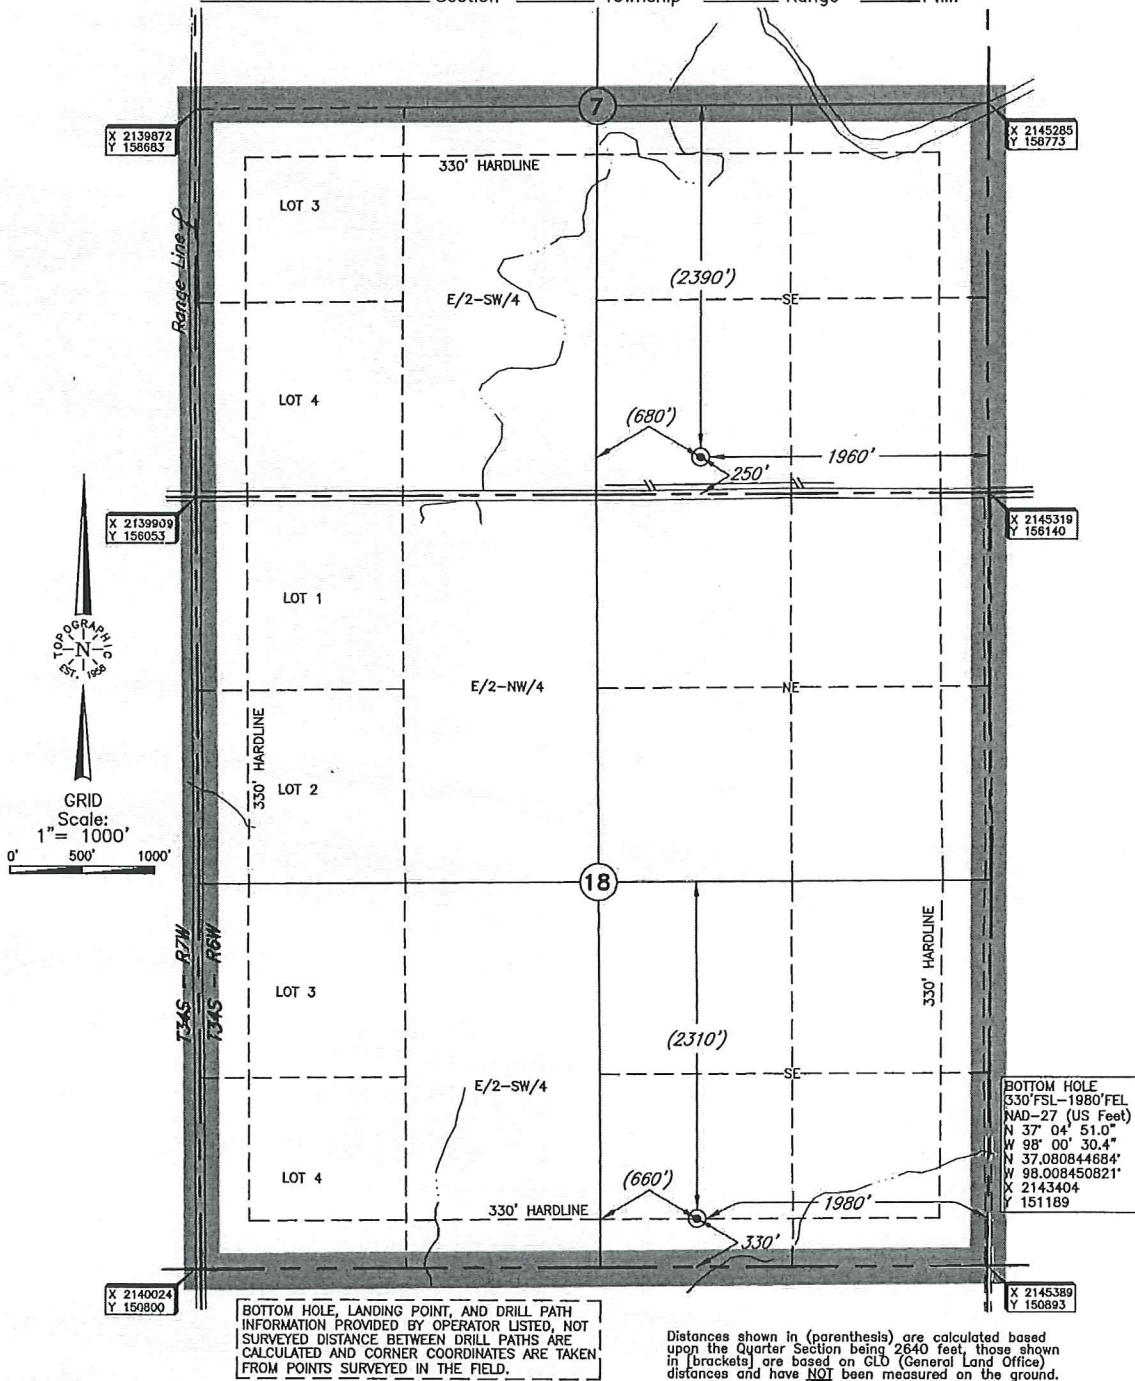 Section Township Range P.M.
7
X 2139872
Y 158683
X 2145285
Y 158773
330' HARDLINE
LOT 3
Range Line
(2390')
E/2-SW/4
SE
LOT 4
(680')
1960'
250'
X 2139909
Y 156053
X 2145319
Y 156140
LOT 1
TOPOGRAPHIC
N
EST. 1958
E/2-NW/4
NE
330' HARDLINE
LOT 2
GRID
Scale:
1"= 1000'
0' 500' 1000'
18
T34S - R7W
T34S - R6W
330' HARDLINE
LOT 3
(2310')
E/2-SW/4
SE
BOTTOM HOLE
330'FSL-1980'FEL
NAD-27 (US Feet)
N 37° 04' 51.0"
W 98° 00' 30.4"
N 37.080844684°
W 98.008450821°
X 2143404
Y 151189
LOT 4
(660')
1980'
330' HARDLINE
330'
X 2140024
Y 150800
X 2145389
Y 150893
BOTTOM HOLE, LANDING POINT, AND DRILL PATH
INFORMATION PROVIDED BY OPERATOR LISTED, NOT
SURVEYED DISTANCE BETWEEN DRILL PATHS ARE
CALCULATED AND CORNER COORDINATES ARE TAKEN
FROM POINTS SURVEYED IN THE FIELD.
Distances shown in (parenthesis) are calculated based
upon the Quarter Section being 2640 feet, those shown
in [brackets] are based on GLO (General Land Office)
distances and have NOT been measured on the ground.